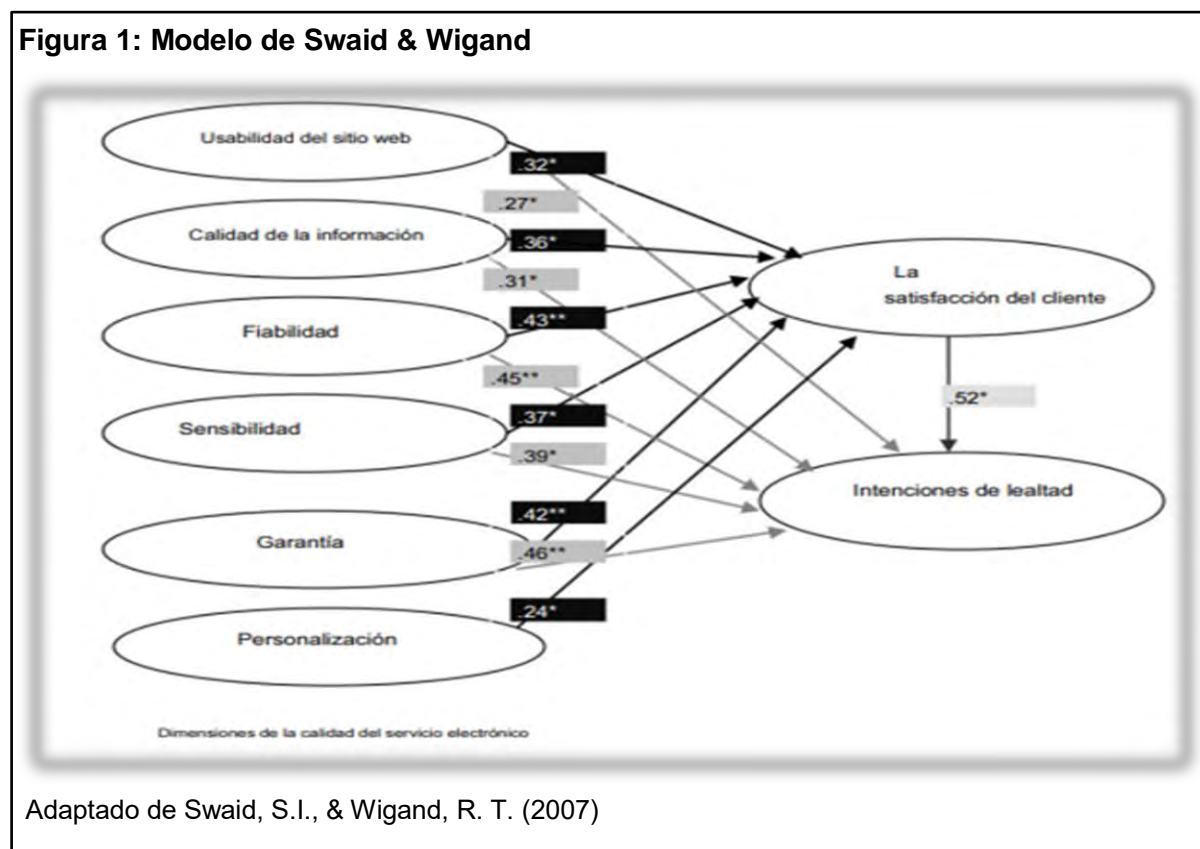 Figura 1: Modelo de Swaid & Wigand
Usabilidad del sitio web
.32*
.27*
Calidad de la información
.36*
.31*
La
satisfacción del cliente
Fiabilidad
.43**
.45**
.52*
Sensibilidad
.37*
.39*
Intenciones de lealtad
Garantía
.42**
.46**
.24*
Personalización
Dimensiones de la calidad del servicio electrónico
Adaptado de Swaid, S.I., & Wigand, R. T. (2007)